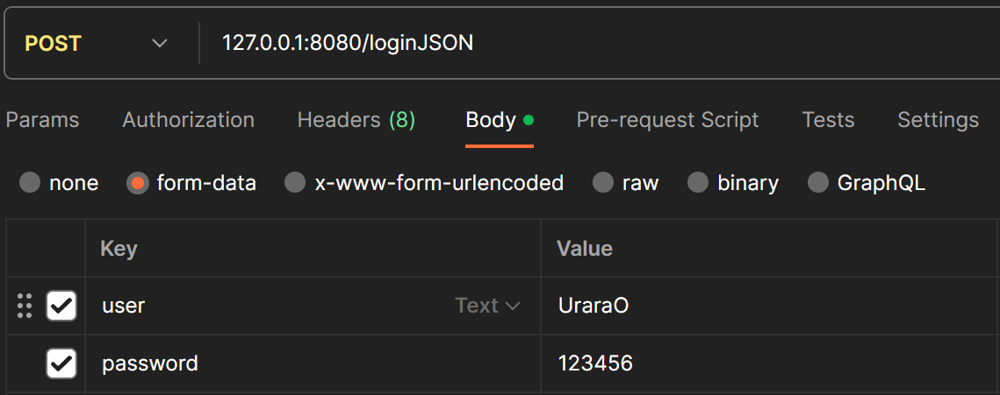 POST 127.0.0.1:8080/loginJSON
Params Authorization Headers (8) Body Pre-request Script Tests Settings
none form-data x-www-form-urlencoded raw binary GraphQL
Key Value
user Text UraraO
password 123456